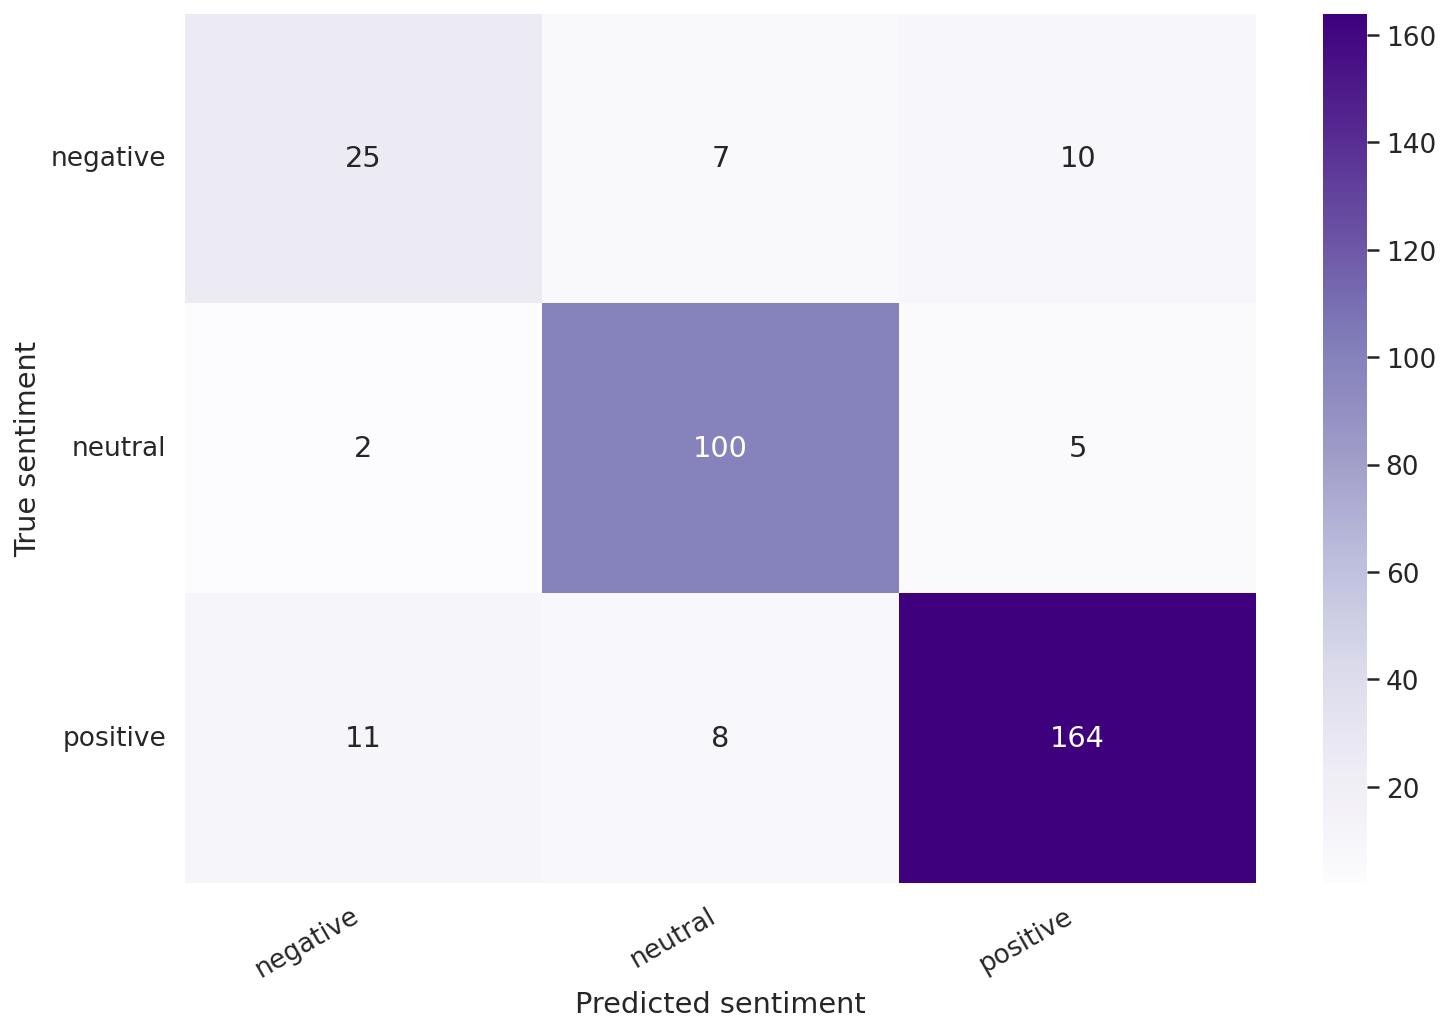 160
negative 25 7 10
140
120
100
True sentiment
neutral 2 100 5
80
60
40
positive 11 8 164
20
negative neutral positive
Predicted sentiment